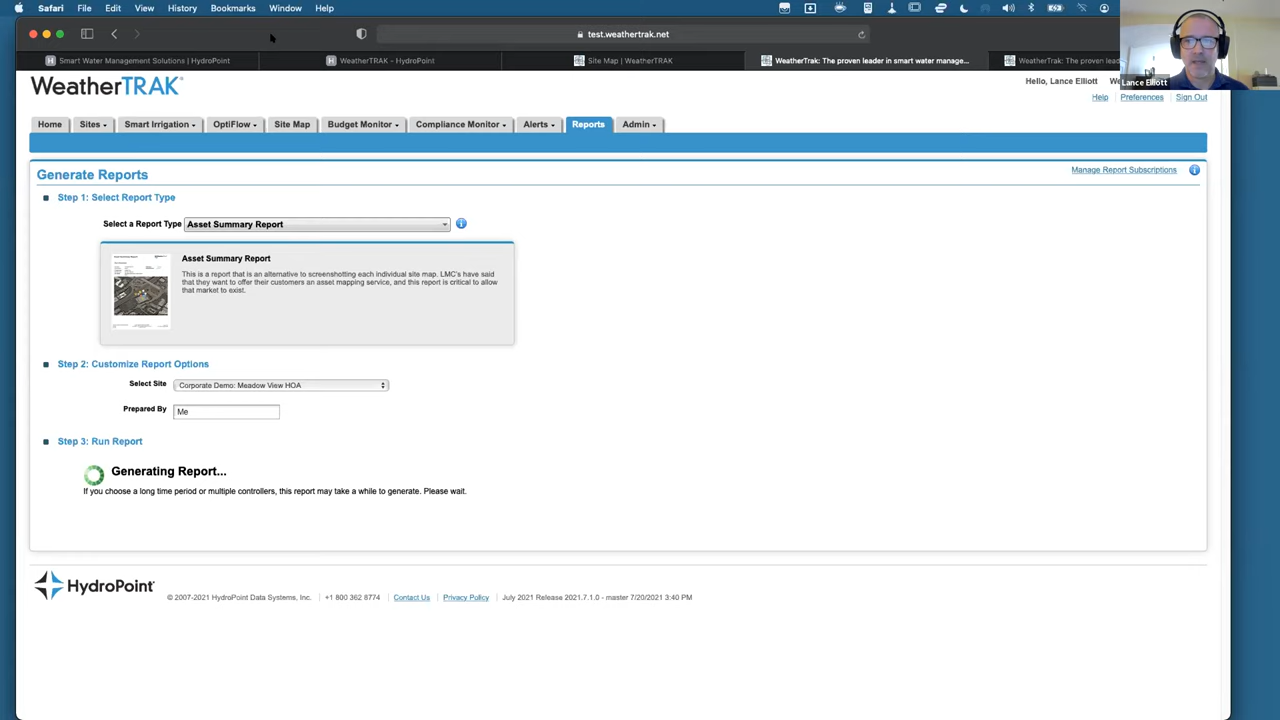 Safari File Edit View History Bookmarks Window Help
test.weathertrak.net
Smart Water Management Solutions | HydroPoint
WeatherTRAK - HydroPoint
Site Map | WeatherTRAK
WeatherTrak: The proven leader in smart water manage...
WeatherTrak: The proven lea
Lance Elliott
WeatherTRAK
Hello, Lance Elliott
Help Preferences Sign Out
Home Sites Smart Irrigation OptiFlow Site Map Budget Monitor Compliance Monitor Alerts Reports Admin
Generate Reports
Manage Report Subscriptions
Step 1: Select Report Type
Select a Report Type Asset Summary Report
Asset Summary Report
This is a report that is an alternative to screenshotting each individual site map. LMC's have said
that they want to offer their customers an asset mapping service, and this report is critical to allow
that market to exist.
Step 2: Customize Report Options
Select Site Corporate Demo: Meadow View HOA
Prepared By Me
Step 3: Run Report
Generating Report...
If you choose a long time period or multiple controllers, this report may take a while to generate. Please wait.
HydroPoint
© 2007-2021 HydroPoint Data Systems, Inc. +1 800 362 8774 Contact Us Privacy Policy July 2021 Release 2021.7.1.0 - master 7/20/2021 3:40 PM